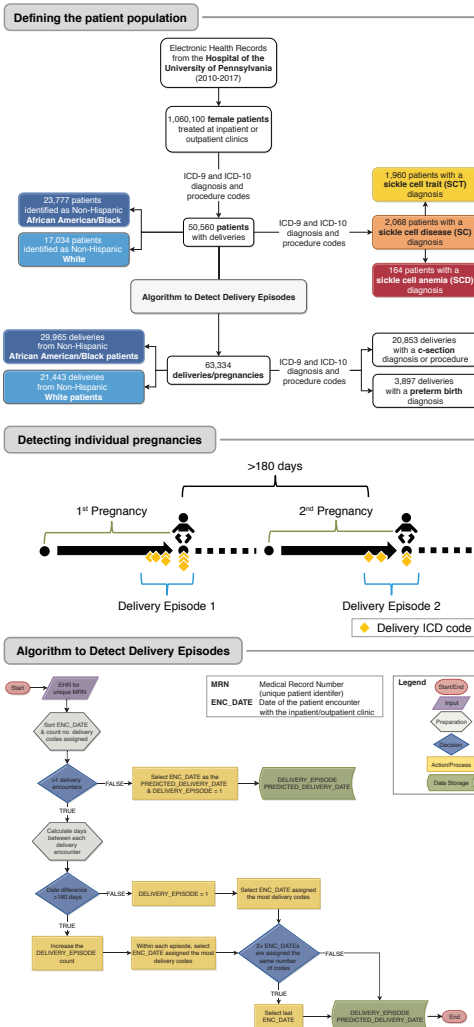 Defining the patient population
Electronic Health Records
from the Hospital of the
University of Pennsylvania
(2010-2017)
1,060,100 female patients
treated at inpatient or
outpatient clinics
ICD-9 and ICD-10
diagnosis and
procedure codes
23,777 patients
identified as Non-Hispanic
African American/Black
17,034 patients
identified as Non-Hispanic
White
50,560 patients
with deliveries
ICD-9 and ICD-10
diagnosis and
procedure codes
1,960 patients with a
sickle cell trait (SCT)
diagnosis
2,068 patients with a
sickle cell disease (SC)
diagnosis
164 patients with a
sickle cell anemia (SCD)
diagnosis
Algorithm to Detect Delivery Episodes
29,965 deliveries
from Non-Hispanic
African American/Black patients
21,443 deliveries
from Non-Hispanic
White patients
63,334
deliveries/pregnancies
ICD-9 and ICD-10
diagnosis and
procedure codes
20,853 deliveries
with a c-section
diagnosis or procedure
3,897 deliveries
with a preterm birth
diagnosis
Detecting individual pregnancies
>180 days
1st Pregnancy
2nd Pregnancy
Delivery Episode 1
Delivery Episode 2
Delivery ICD code
Algorithm to Detect Delivery Episodes
Start
EHR for
unique MRN
MRN Medical Record Number
(unique patient identifer)
ENC_DATE Date of the patient encounter
with the inpatient/outpatient clinic
Legend
Start/End
Input
Preparation
Decision
Action/Process
Data Storage
Sort ENC_DATE
& count no. delivery
codes assigned
>1 delivery
encounters
FALSE
Select ENC_DATE as the
PREDICTED_DELIVERY_DATE
& DELIVERY_EPISODE = 1
DELIVERY_EPISODE
PREDICTED_DELIVERY_DATE
TRUE
Calculate days
between each
delivery
encounter
Date difference
>180 days
FALSE
DELIVERY_EPISODE = 1
Select ENC_DATE assigned
the most delivery codes
TRUE
Increase the
DELIVERY_EPISODE
count
Within each episode, select
ENC_DATE assigned the most
delivery codes
2+ ENC_DATEs
are assigned the
same number
of codes
FALSE
TRUE
Select last
ENC_DATE
DELIVERY_EPISODE
PREDICTED_DELIVERY_DATE
End